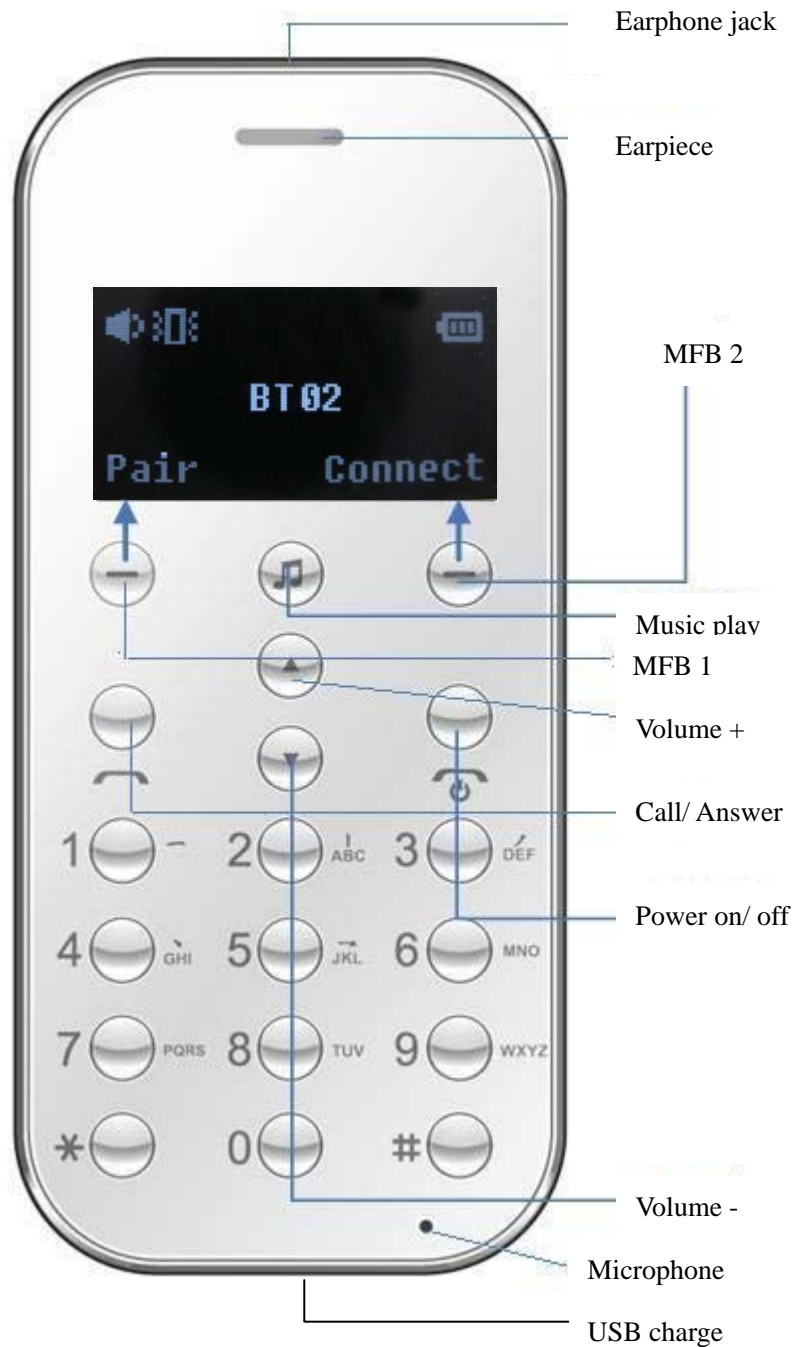 Earphone jack
Earpiece
BT02
Pair Connect
MFB 2
Music play
MFB 1
Volume +
Call/ Answer
1 2 ABC 3 DEF
Power on/ off
4 GHI 5 JKL 6 MNO
7 PQRS 8 TUV 9 WXYZ
* 0 #
Volume -
Microphone
USB charge